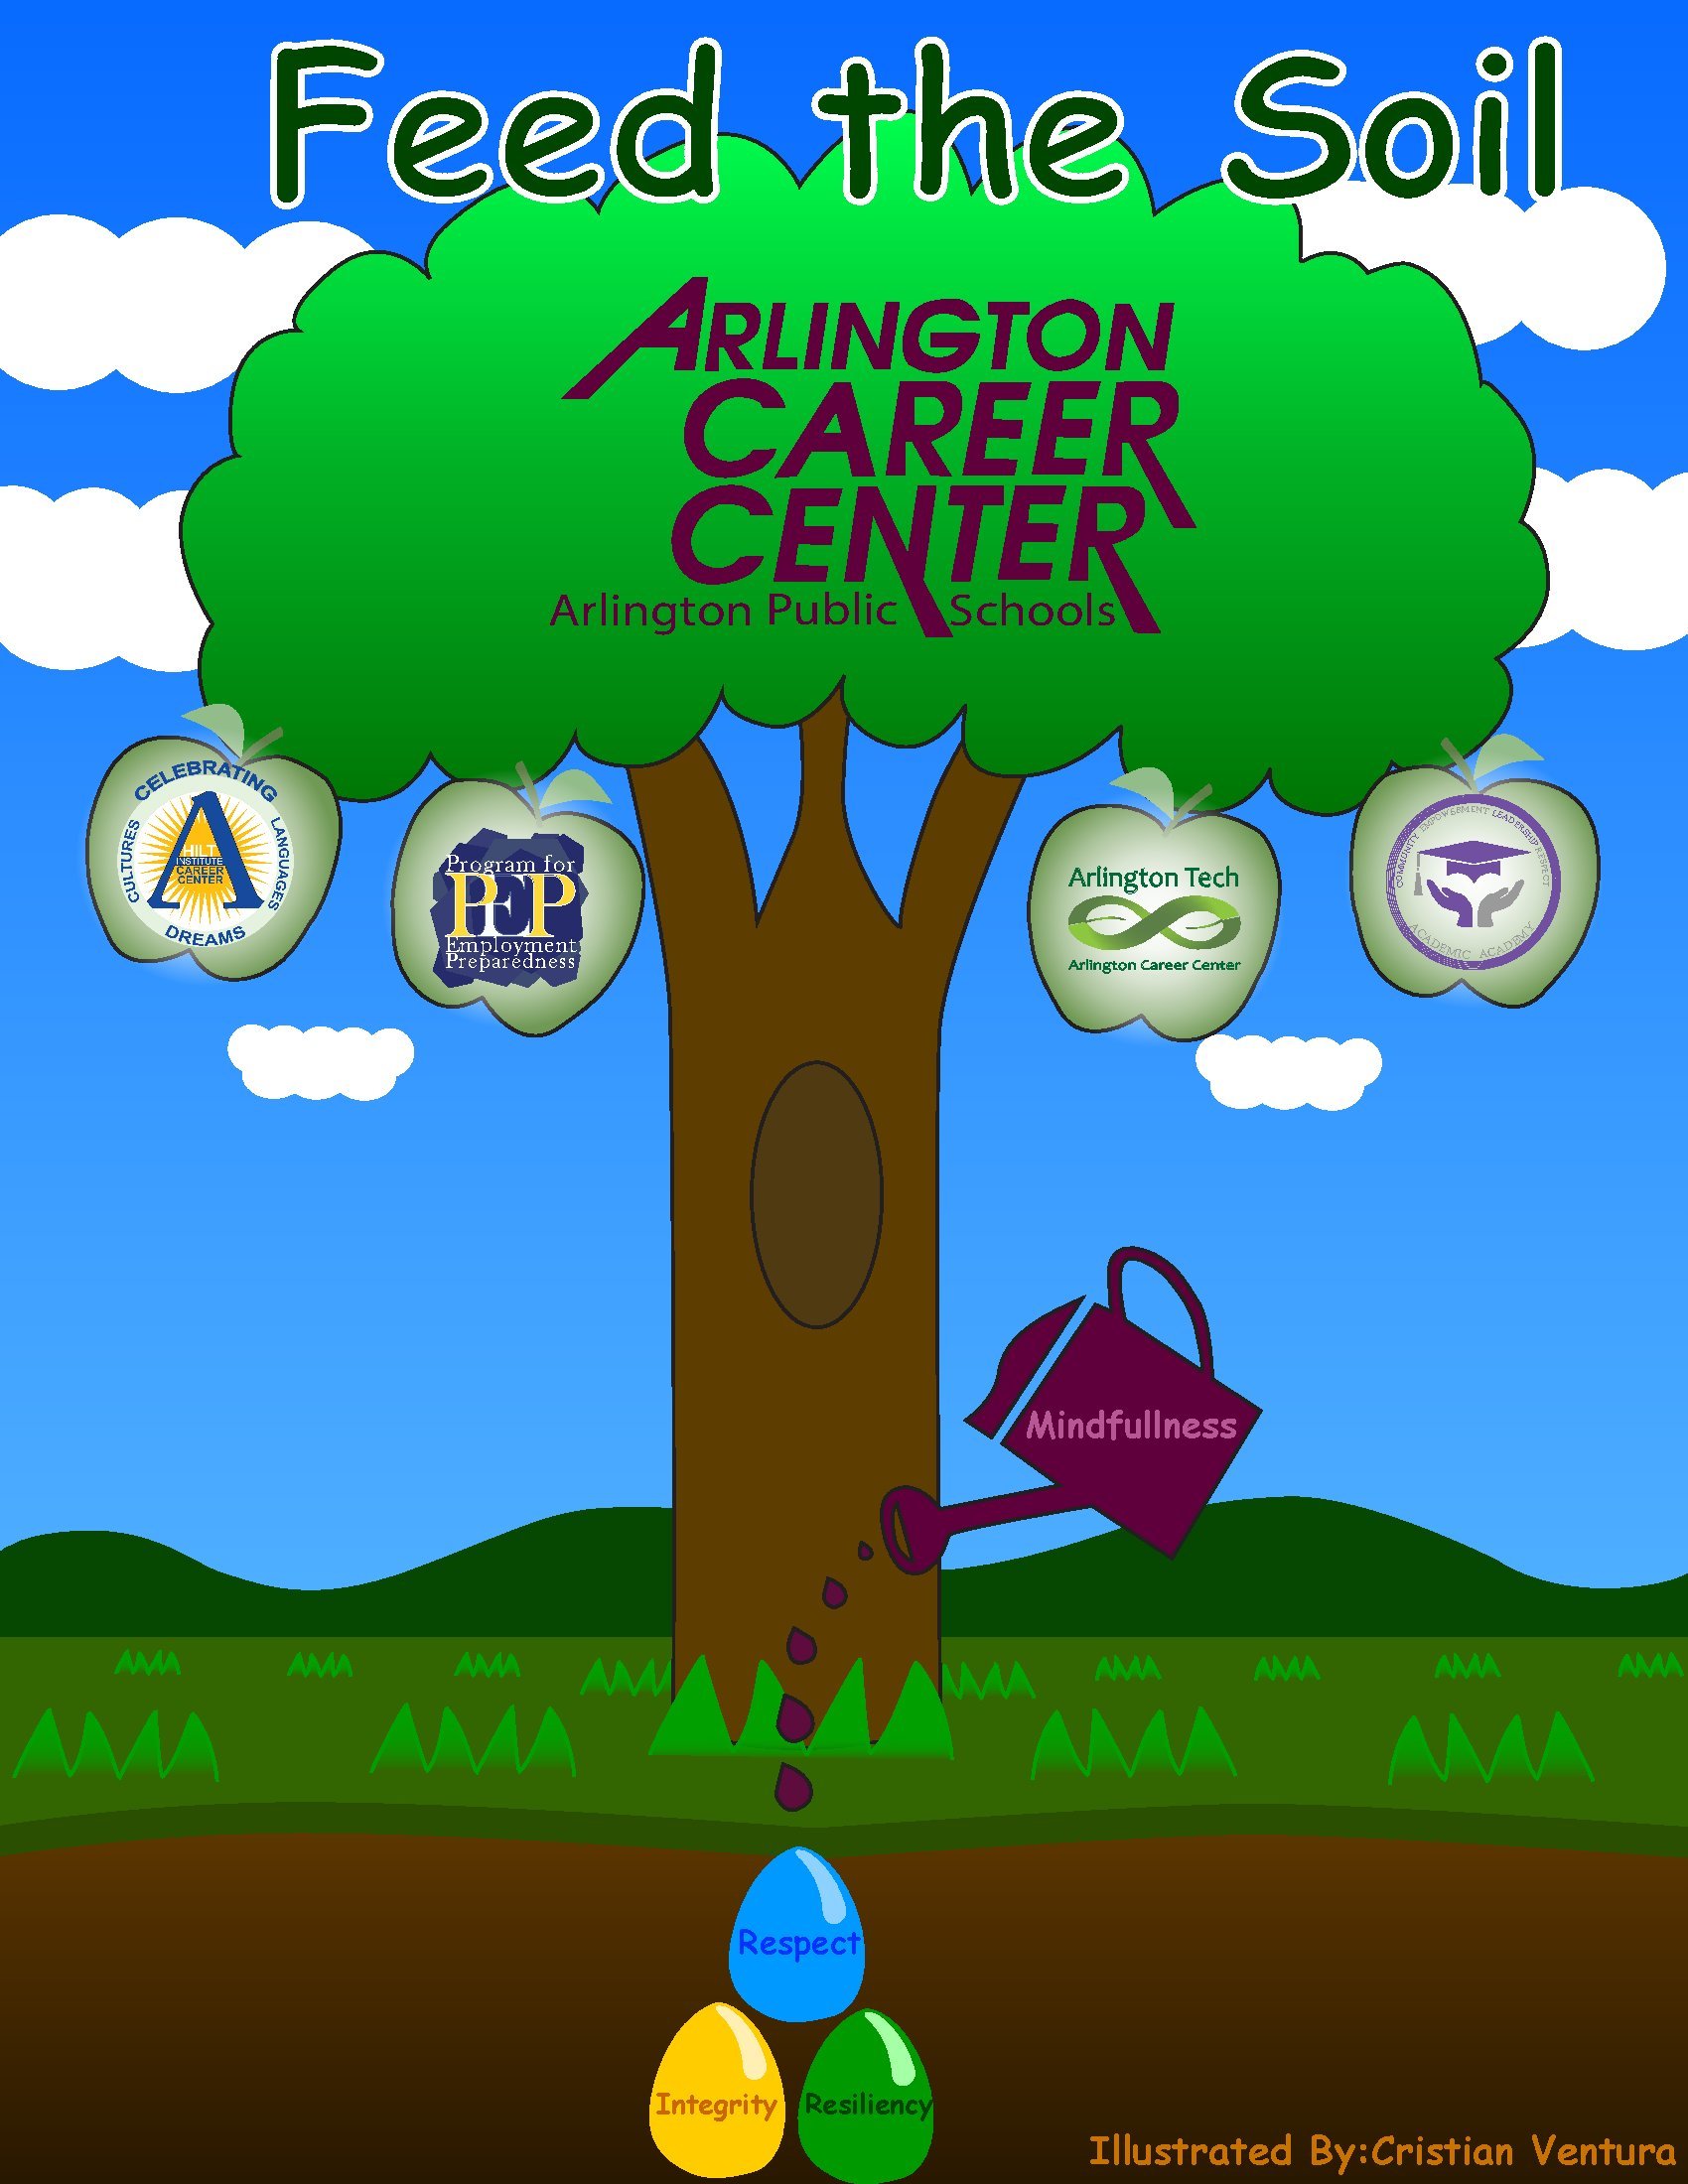 Feed the Soil
ARLINGTON
CAREER
CENTER
Arlington Public Schools
CELEBRATING
CULTURES
LANGUAGES
DREAMS
HILT
INSTITUTE
CAREER
CENTER
Program for
PEP
Employment
Preparedness
Arlington Tech
Arlington Career Center
COMMUNITY EMPOWERMENT LEADERSHIP RESPECT
ACADEMIC ACADEMY
Mindfullness
Respect
Integrity
Resiliency
Illustrated By:Cristian Ventura